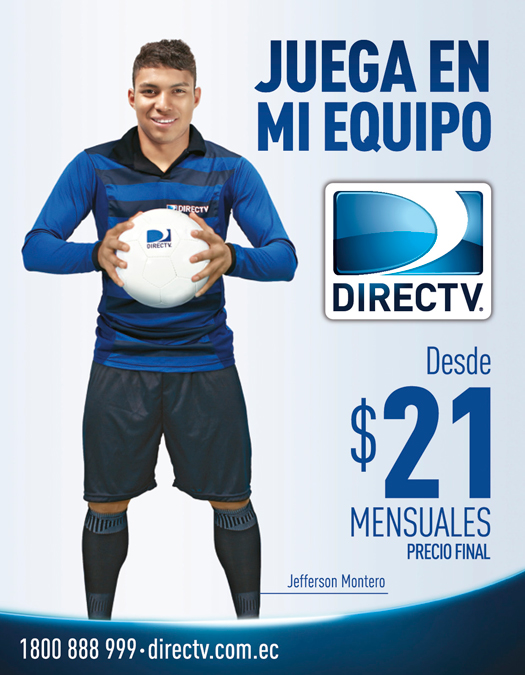 JUEGA EN
MI EQUIPO
DIRECTV
DIRECTV
DIRECTV®
Desde
$21
MENSUALES
PRECIO FINAL
Jefferson Montero
1800 888 999·directv.com.ec